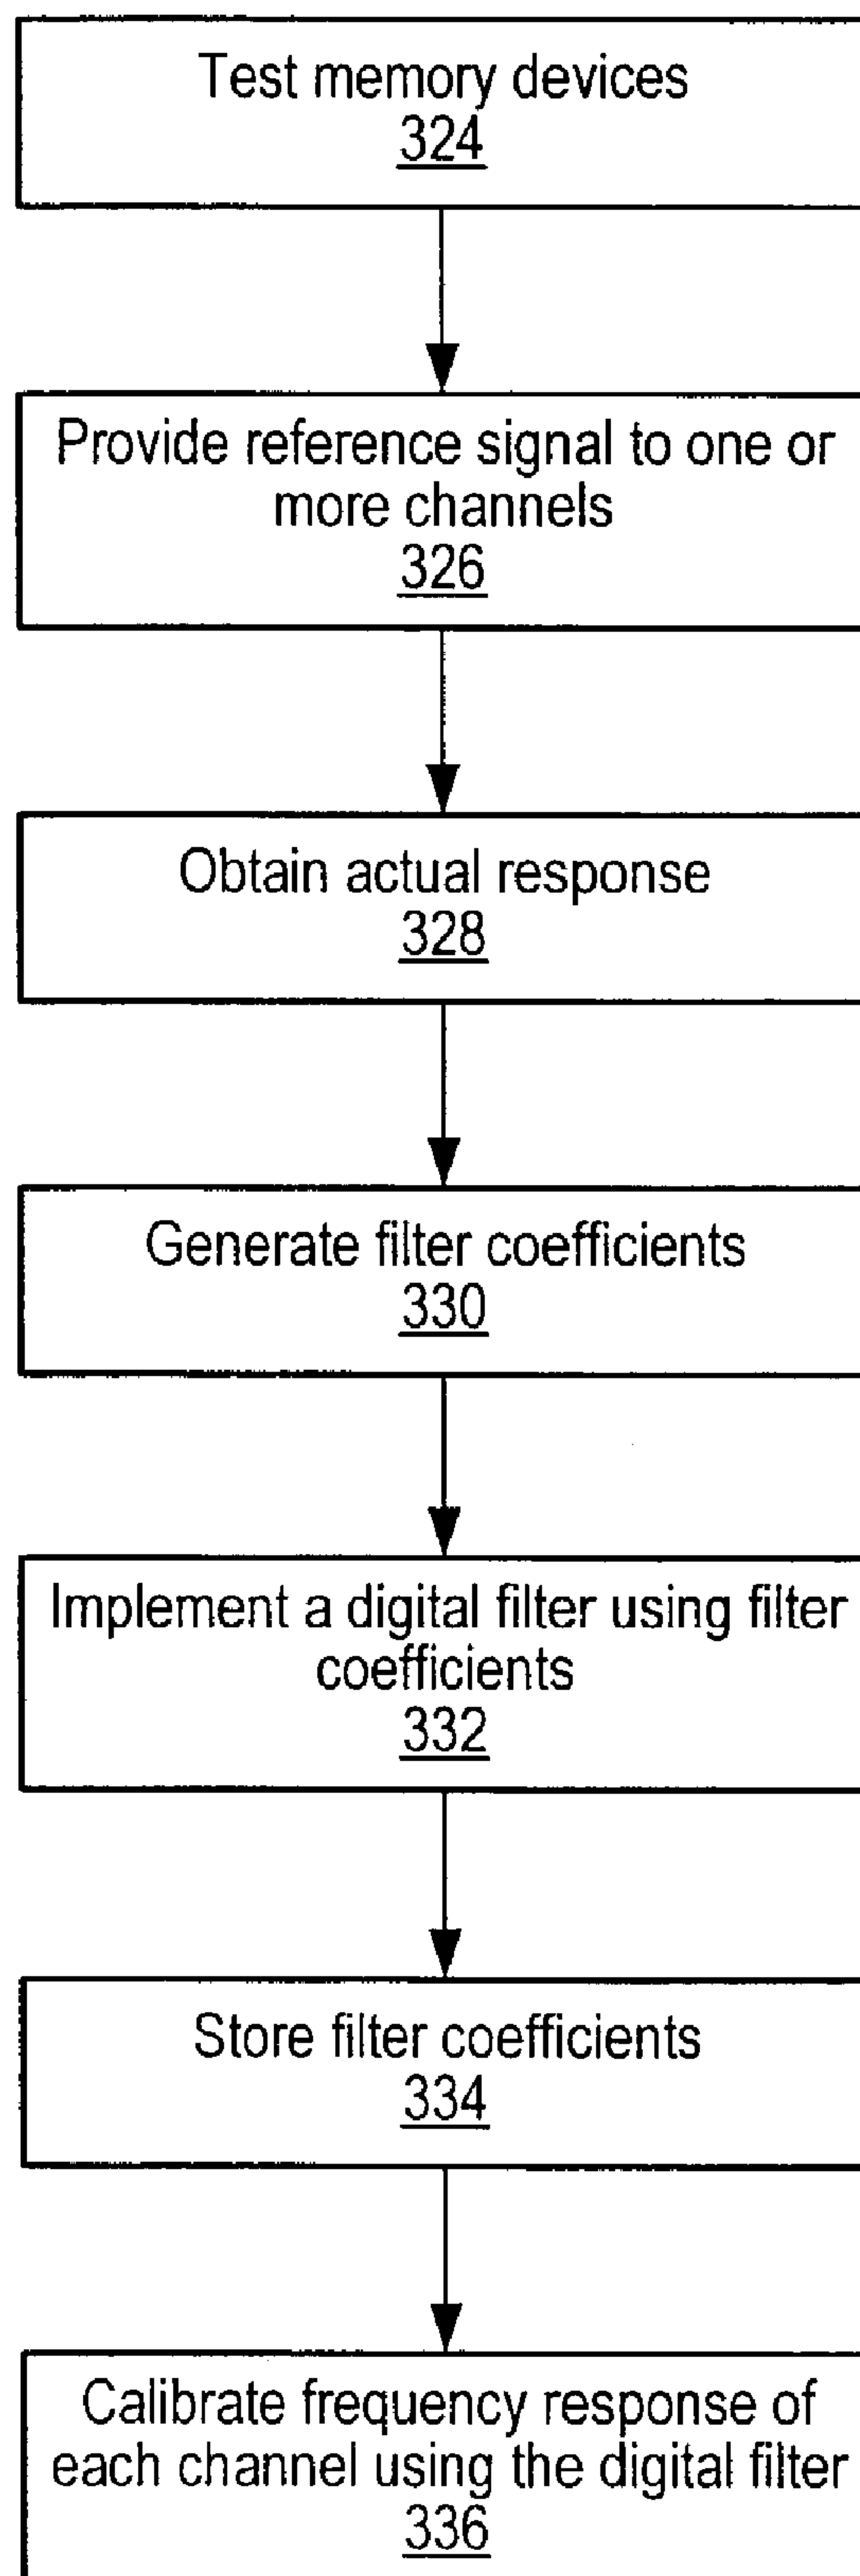 Test memory devices
324
Provide reference signal to one or
more channels
326
Obtain actual response
328
Generate filter coefficients
330
Implement a digital filter using filter
coefficients
332
Store filter coefficients
334
Calibrate frequency response of
each channel using the digital filter
336